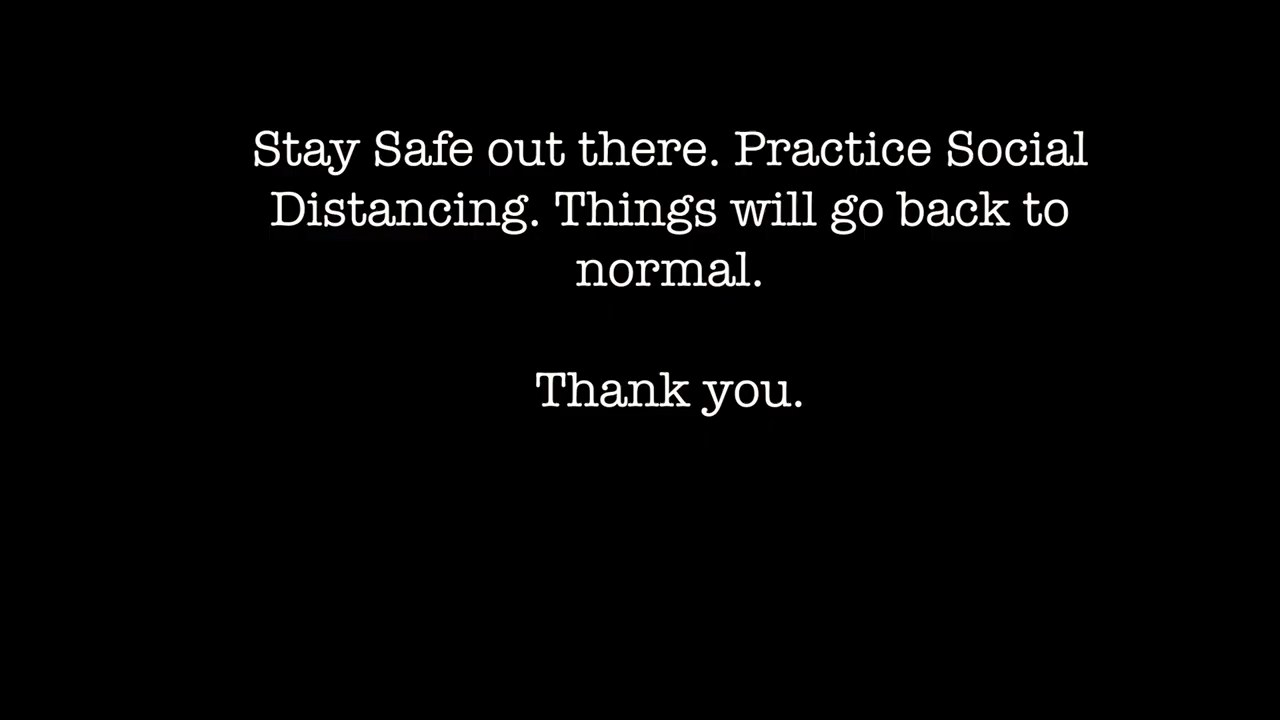 Stay Safe out there. Practice Social
Distancing. Things will go back to
normal.
Thank you.